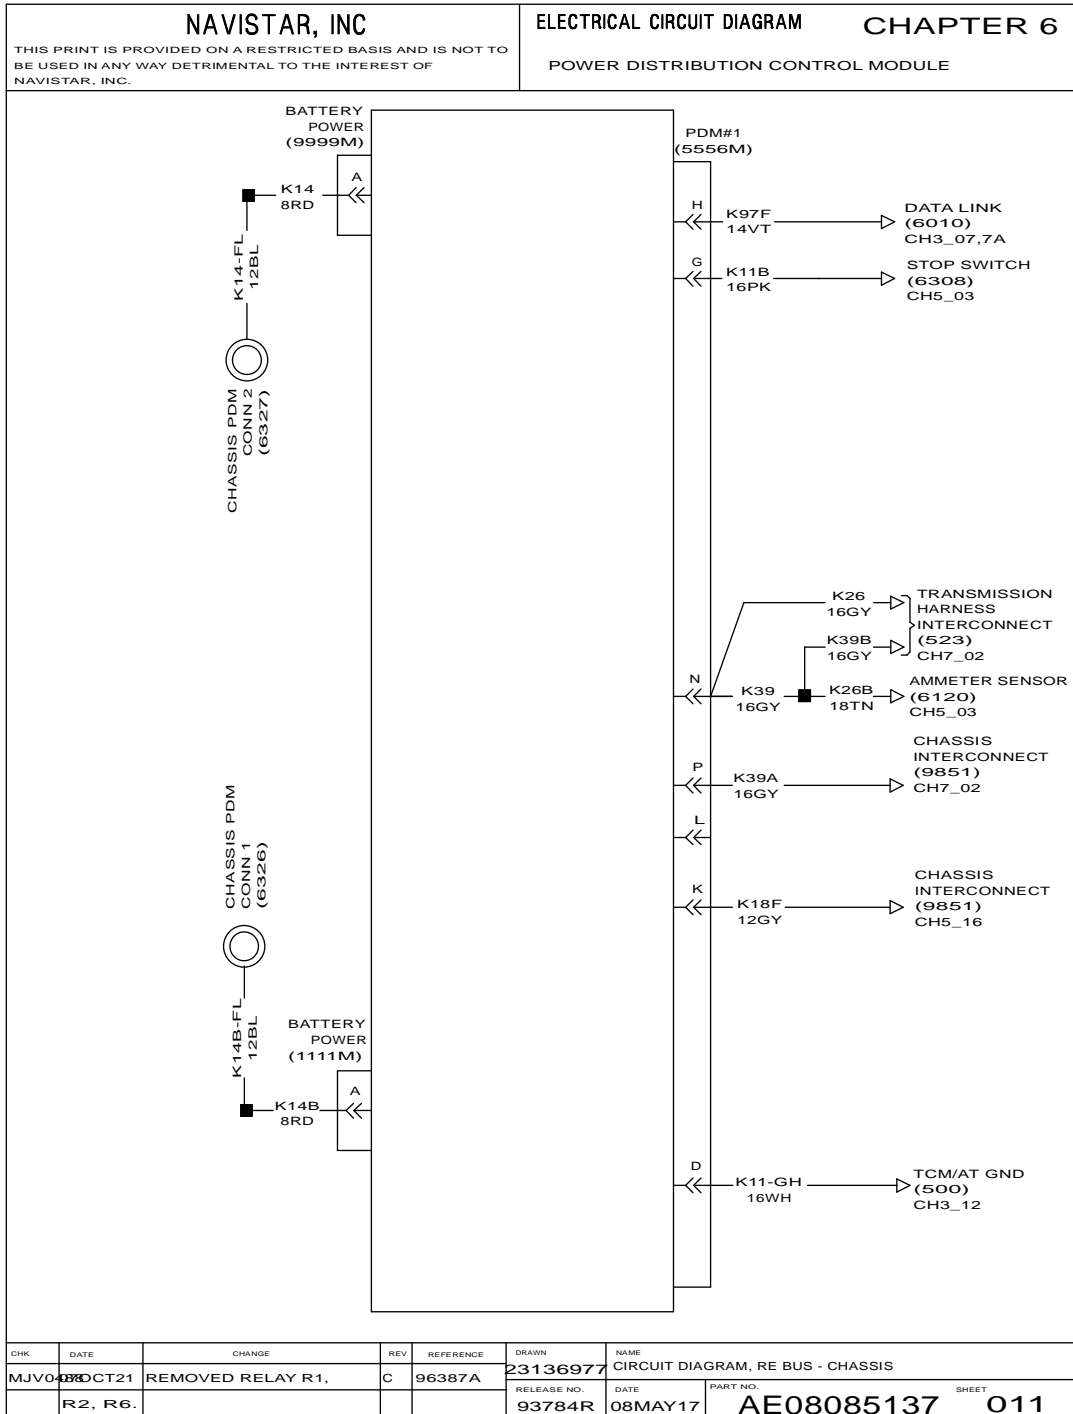 NAVISTAR, INC
THIS PRINT IS PROVIDED ON A RESTRICTED BASIS AND IS NOT TO
BE USED IN ANY WAY DETRIMENTAL TO THE INTEREST OF
NAVISTAR, INC.
ELECTRICAL CIRCUIT DIAGRAM
CHAPTER 6
POWER DISTRIBUTION CONTROL MODULE
BATTERY
POWER
(9999M)
A
K14
8RD
K14-FL
12BL
CHASSIS PDM
CONN 2
(6327)
PDM#1
(5556M)
H
K97F
14VT
DATA LINK
(6010)
CH3_07,7A
G
K11B
16PK
STOP SWITCH
(6308)
CH5_03
K26
16GY
TRANSMISSION
HARNESS
INTERCONNECT
(523)
CH7_02
K39B
16GY
N
K39
16GY
K26B
18TN
AMMETER SENSOR
(6120)
CH5_03
P
K39A
16GY
CHASSIS
INTERCONNECT
(9851)
CH7_02
L
K
K18F
12GY
CHASSIS
INTERCONNECT
(9851)
CH5_16
CHASSIS PDM
CONN 1
(6326)
K14B-FL
12BL
BATTERY
POWER
(1111M)
A
K14B
8RD
D
K11-GH
16WH
TCM/AT GND
(500)
CH3_12
CHK DATE CHANGE REV REFERENCE
07OCT21 REMOVED RELAY R1, C 96387A
R2, R6.
DRAWN
23136977
NAME
CIRCUIT DIAGRAM, RE BUS - CHASSIS
RELEASE NO.
93784R
DATE
08MAY17
PART NO.
AE08085137
SHEET
011